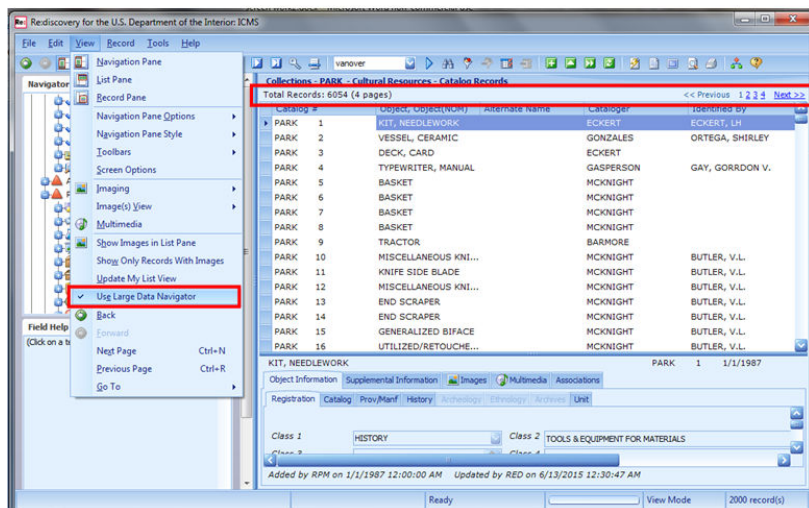 Re:discovery for the U.S. Department of the Interior: ICMS
File Edit View Record Tools Help
vanover
Navigator
Navigation Pane
List Pane
Record Pane
Navigation Pane Options
Navigation Pane Style
Toolbars
Screen Options
Imaging
Image(s) View
Multimedia
Show Images in List Pane
Show Only Records With Images
Update My List View
Use Large Data Navigator
Back
Forward
Next Page Ctrl+N
Previous Page Ctrl+R
Go To
Field Help
(Click on a
Collections - PARK - Cultural Resources - Catalog Records
Total Records: 6054 (4 pages) << Previous 1 2 3 4 Next >>
Catalog # Object, Object(NOM) Alternate Name Cataloger Identified by
PARK 1 KIT, NEEDLEWORK ECKERT ECKERT, LH
PARK 2 VESSEL, CERAMIC GONZALES ORTEGA, SHIRLEY
PARK 3 DECK, CARD ECKERT
PARK 4 TYPEWRITER, MANUAL GASPERSON GAY, GORRDON V.
PARK 5 BASKET MCKNIGHT
PARK 6 BASKET MCKNIGHT
PARK 7 BASKET MCKNIGHT
PARK 8 BASKET MCKNIGHT
PARK 9 TRACTOR BARMORE
PARK 10 MISCELLANEOUS KNI... MCKNIGHT BUTLER, V.L.
PARK 11 KNIFE SIDE BLADE MCKNIGHT BUTLER, V.L.
PARK 12 MISCELLANEOUS KNI... MCKNIGHT BUTLER, V.L.
PARK 13 END SCRAPER MCKNIGHT BUTLER, V.L.
PARK 14 END SCRAPER MCKNIGHT BUTLER, V.L.
PARK 15 GENERALIZED BIFACE MCKNIGHT BUTLER, V.L.
PARK 16 UTILIZED/RETOUCHE... MCKNIGHT BUTLER, V.L.
KIT, NEEDLEWORK PARK 1 1/1/1987
Object Information Supplemental Information Images Multimedia Associations
Registration Catalog Prov/Manf History Archeology Ethnology Archives Unit
Class 1 HISTORY Class 2 TOOLS & EQUIPMENT FOR MATERIALS
Class 3 Class 4
Added by RPM on 1/1/1987 12:00:00 AM Updated by RED on 6/13/2015 12:30:47 AM
Ready View Mode 2000 record(s)